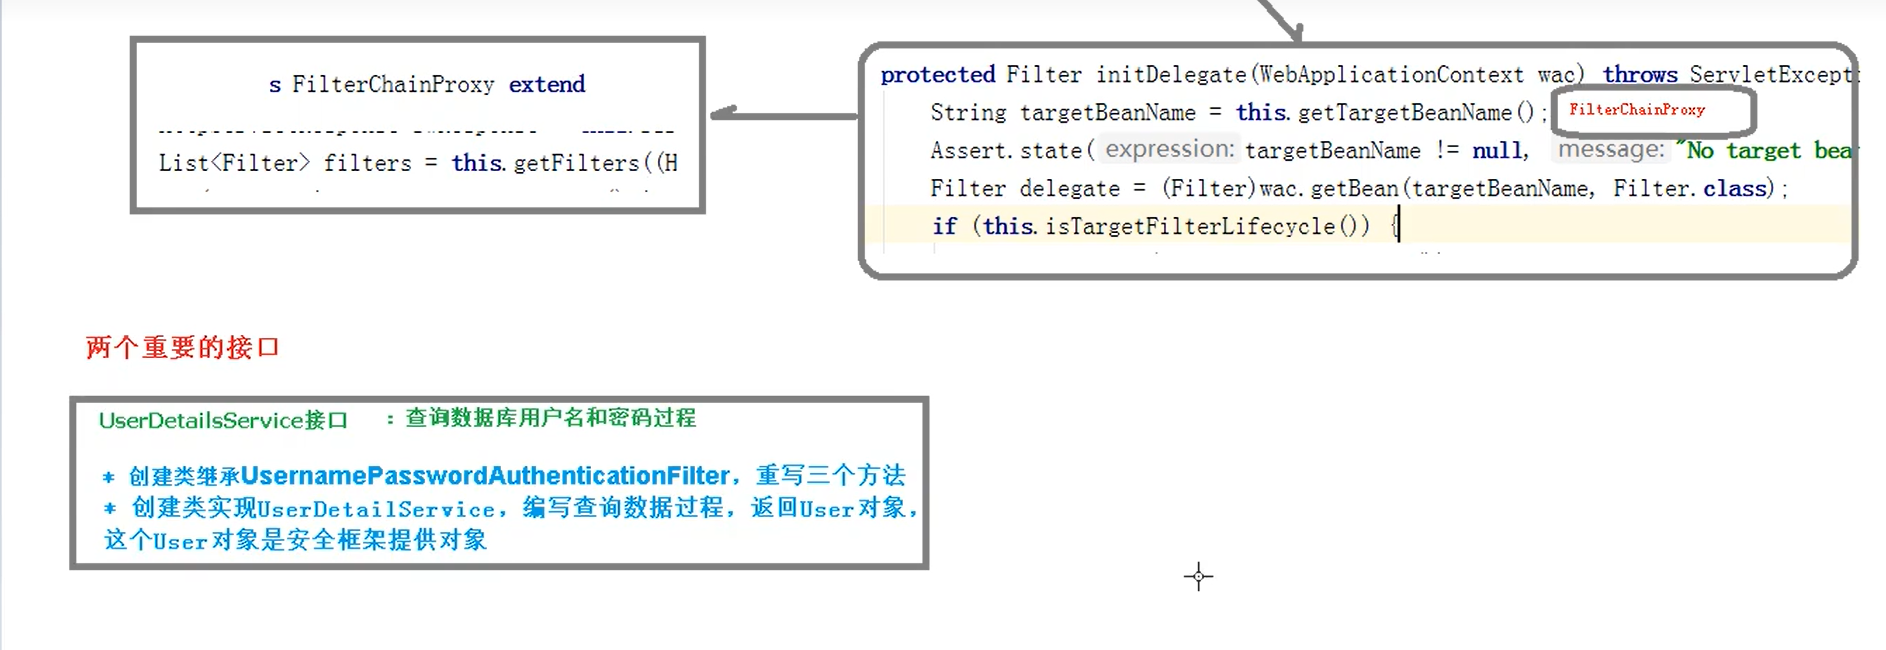 s FilterChainProxy extend
List<Filter> filters = this.getFilters((H
protected Filter initDelegate(WebApplicationContext wac) throws ServletExcept
String targetBeanName = this.getTargetBeanName(); FilterChainProxy
Assert.state( expression: targetBeanName != null, message: "No target bea
Filter delegate = (Filter)wac.getBean(targetBeanName, Filter.class);
if (this.isTargetFilterLifecycle()) {
两个重要的接口
UserDetailsService接口 : 查询数据库用户名和密码过程
* 创建类继承UsernamePasswordAuthenticationFilter，重写三个方法
* 创建类实现UserDetailService，编写查询数据过程，返回User对象，
这个User对象是安全框架提供对象